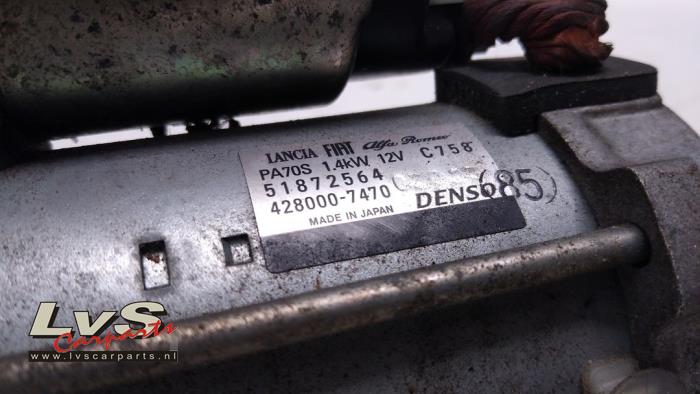 LANCIA FIAT Alfa Romeo
PA70S 1.4kW 12V C758
51872564
428000-7470
DENSO (685)
MADE IN JAPAN
LVS
Carparts
www.lvscarparts.nl